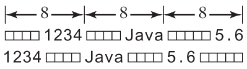 |← 8 →|← 8 →|← 8 →|
□□□□1234□□□□Java□□□□□5.6
1234□□□□Java□□□□5.6□□□□□